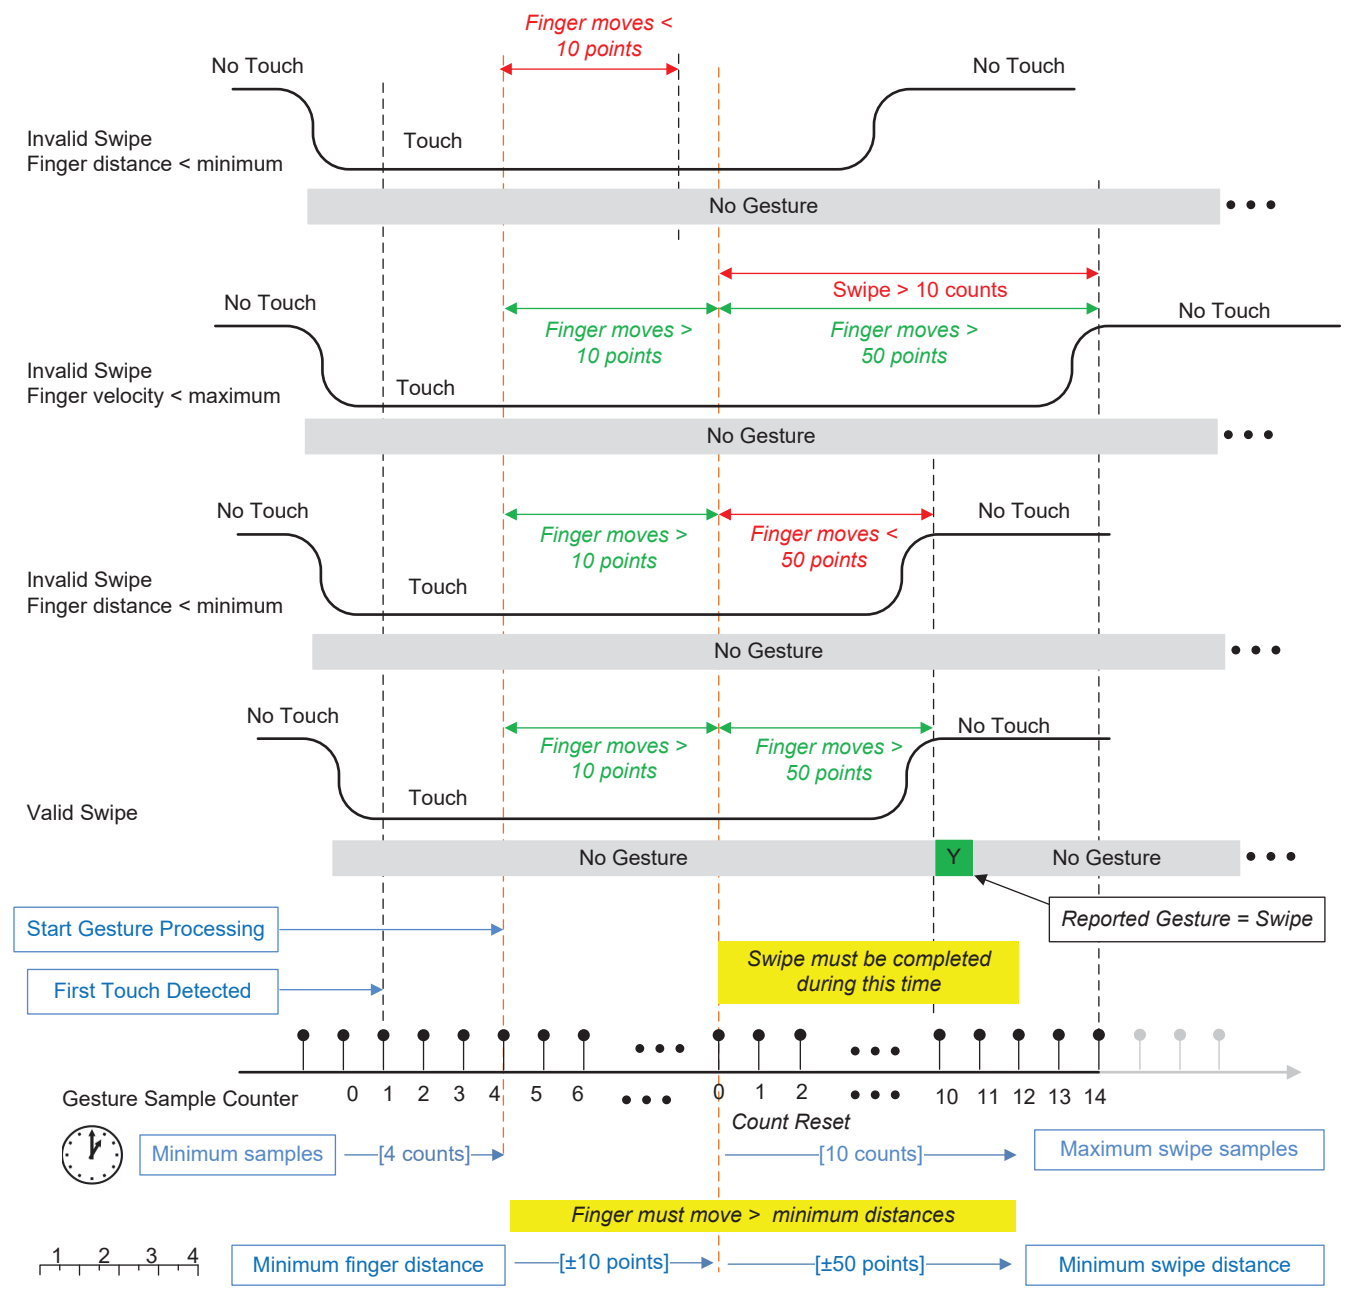 Finger moves <
10 points
No Touch
No Touch
Invalid Swipe
Finger distance < minimum
Touch
No Gesture
Swipe > 10 counts
No Touch
No Touch
Finger moves >
10 points
Finger moves >
50 points
Invalid Swipe
Finger velocity < maximum
Touch
No Gesture
No Touch
No Touch
Finger moves >
10 points
Finger moves <
50 points
Invalid Swipe
Finger distance < minimum
Touch
No Gesture
No Touch
No Touch
Finger moves >
10 points
Finger moves >
50 points
Touch
Valid Swipe
No Gesture
Y
No Gesture
Reported Gesture = Swipe
Start Gesture Processing
Swipe must be completed
during this time
First Touch Detected
Gesture Sample Counter
0 1 2 3 4 5 6 0 1 2 10 11 12 13 14
Count Reset
Minimum samples
[4 counts]
[10 counts]
Maximum swipe samples
Finger must move > minimum distances
1 2 3 4
Minimum finger distance
[±10 points]
[±50 points]
Minimum swipe distance